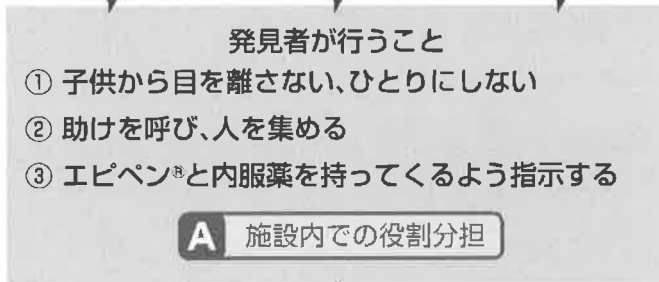 発見者が行うこと
① 子供から目を離さない、ひとりにしない
② 助けを呼び、人を集める
③ エピペン®と内服薬を持ってくるよう指示する
A 施設内での役割分担